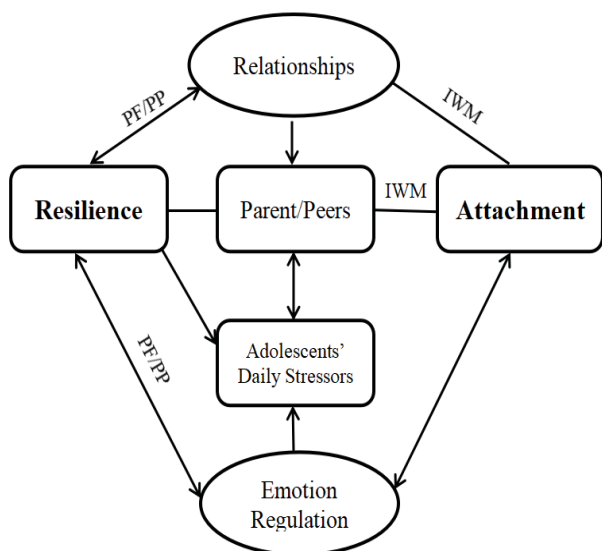 Relationships
PF/PP
IWM
Resilience
Parent/Peers
IWM
Attachment
PF/PP
Adolescents’
Daily Stressors
Emotion
Regulation